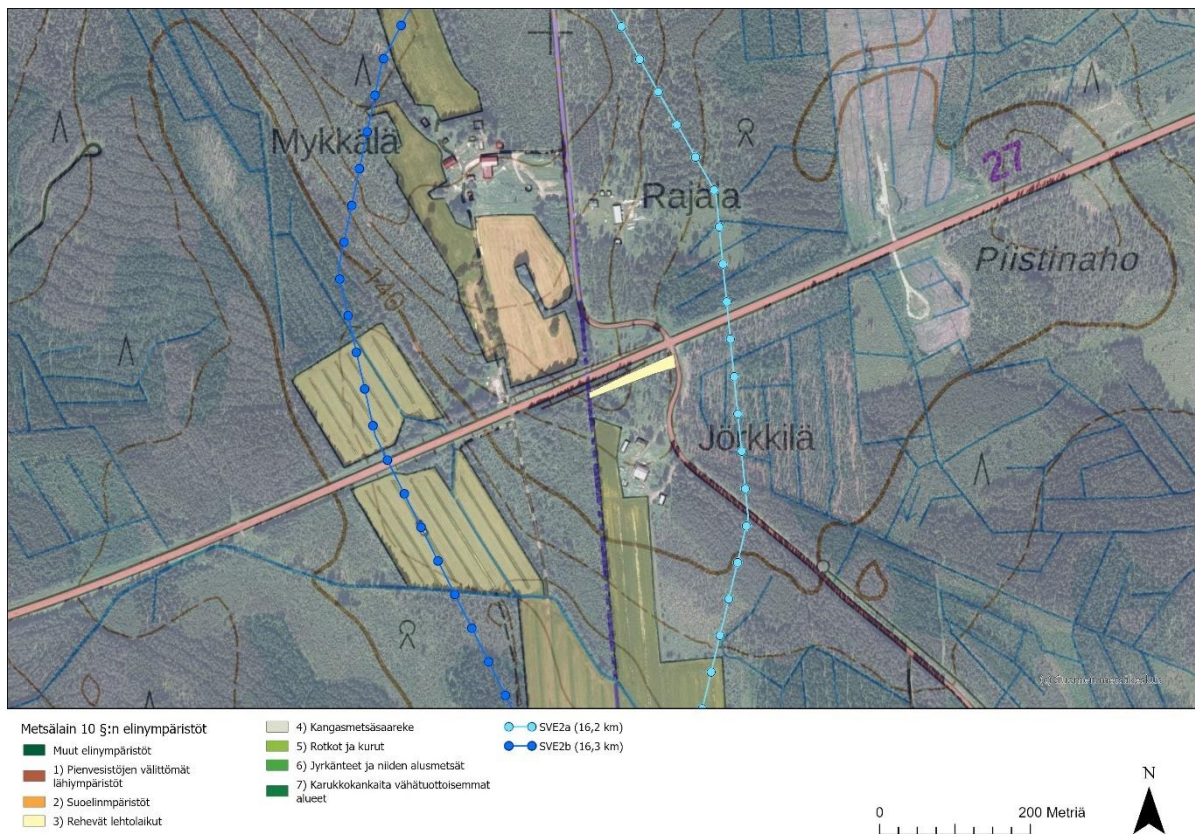 Mykkälä
Rajala
27
Piistinaho
140
Jörkkilä
Metsälain 10 §:n elinympäristöt
Muut elinympäristöt
1) Pienvesistöjen välittömät
lähiympäristöt
2) Suoelinmpäristöt
3) Rehevät lehtolaikut
4) Kangasmetsäsaareke
5) Rotkot ja kurut
6) Jyrkänteet ja niiden alusmetsät
7) Karukkokankaita vähätuottoisemmat
alueet
SVE2a (16,2 km)
SVE2b (16,3 km)
0
200 Metriä
N